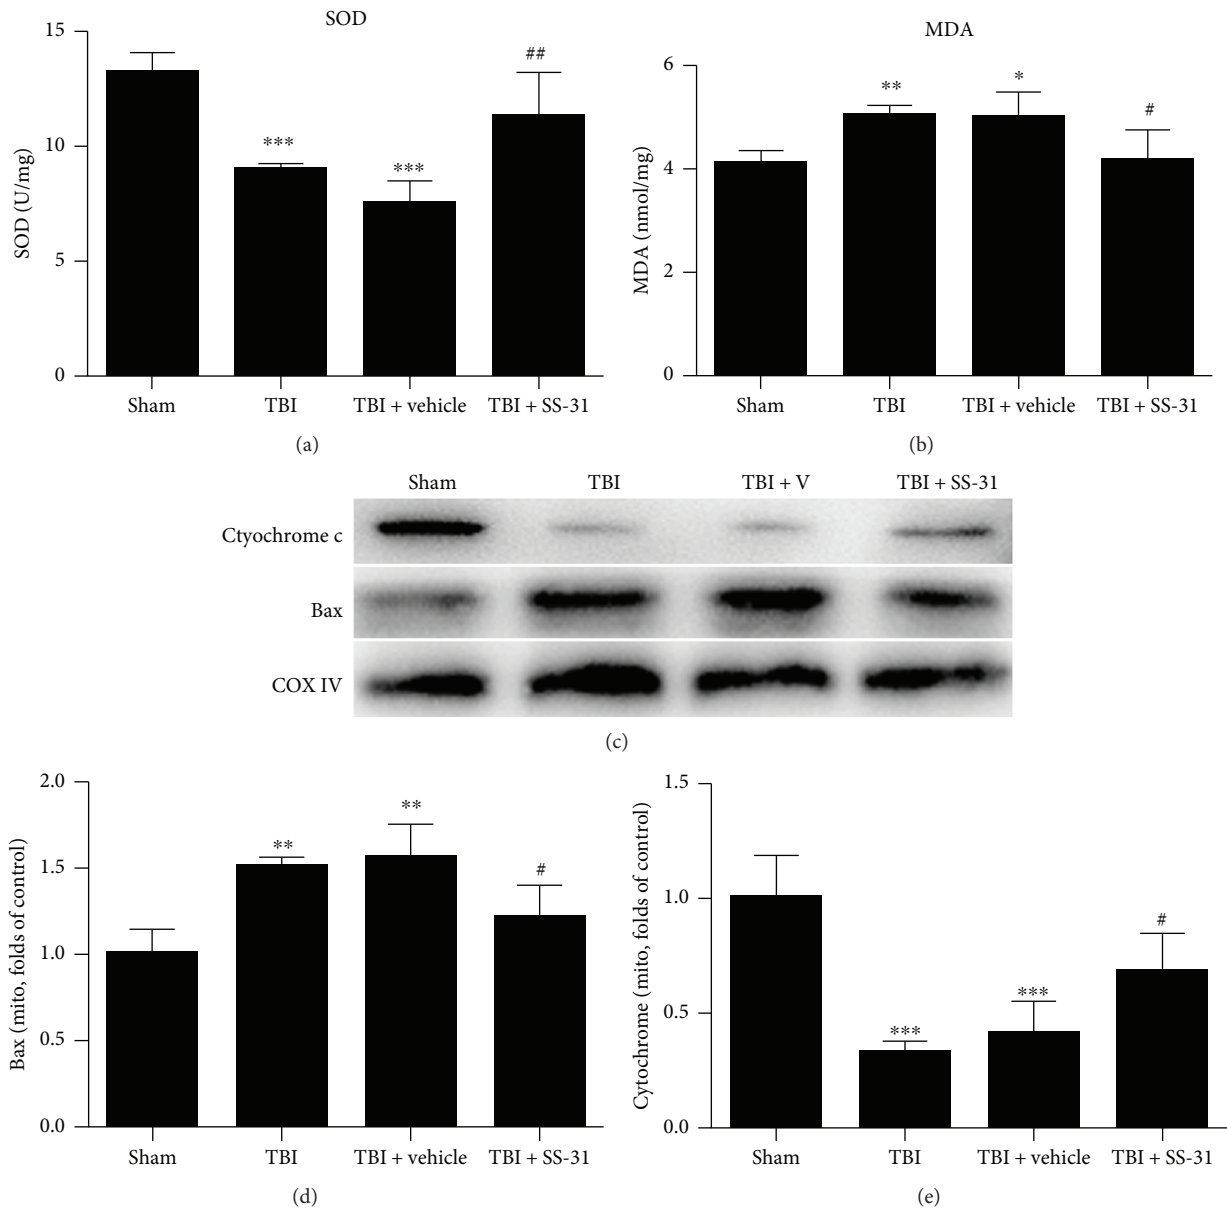 SOD
SOD (U/mg)
15
10
5
0
***
***
##
Sham TBI TBI + vehicle TBI + SS-31
(a)
MDA
MDA (nmol/mg)
6
4
2
0
**
*
#
Sham TBI TBI + vehicle TBI + SS-31
(b)
Sham TBI TBI + V TBI + SS-31
Ctyochrome c
Bax
COX IV
(c)
Bax (mito, folds of control)
2.0
1.5
1.0
0.5
0.0
**
**
#
Sham TBI TBI + vehicle TBI + SS-31
(d)
Cytochrome (mito, folds of control)
1.5
1.0
0.5
0.0
***
***
#
Sham TBI TBI + vehicle TBI + SS-31
(e)